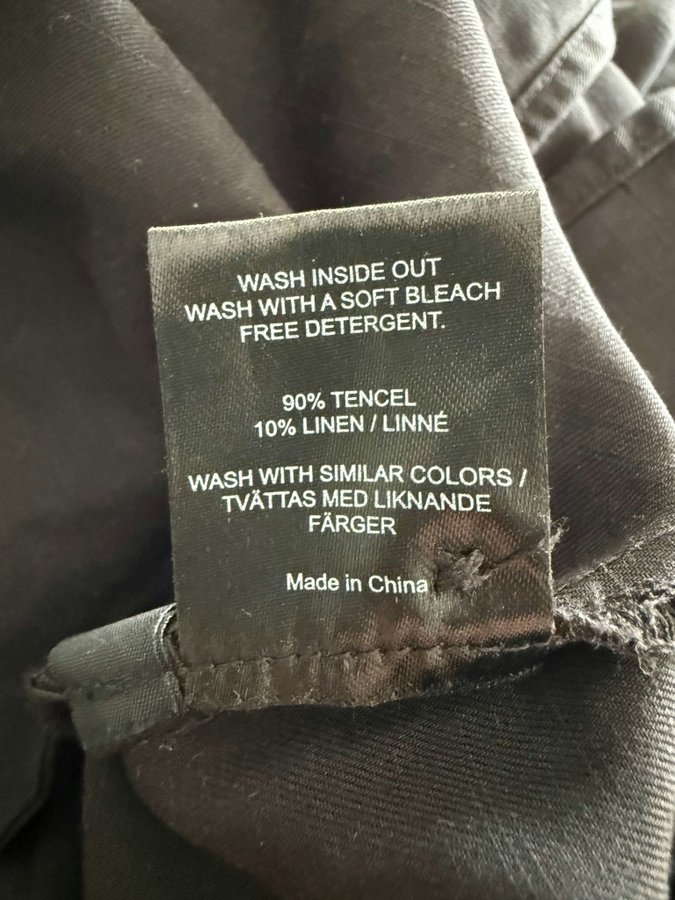 WASH INSIDE OUT
WASH WITH A SOFT BLEACH
FREE DETERGENT.
90% TENCEL
10% LINEN / LINNÉ
WASH WITH SIMILAR COLORS /
TVÄTTAS MED LIKNANDE
FÄRGER
Made in China